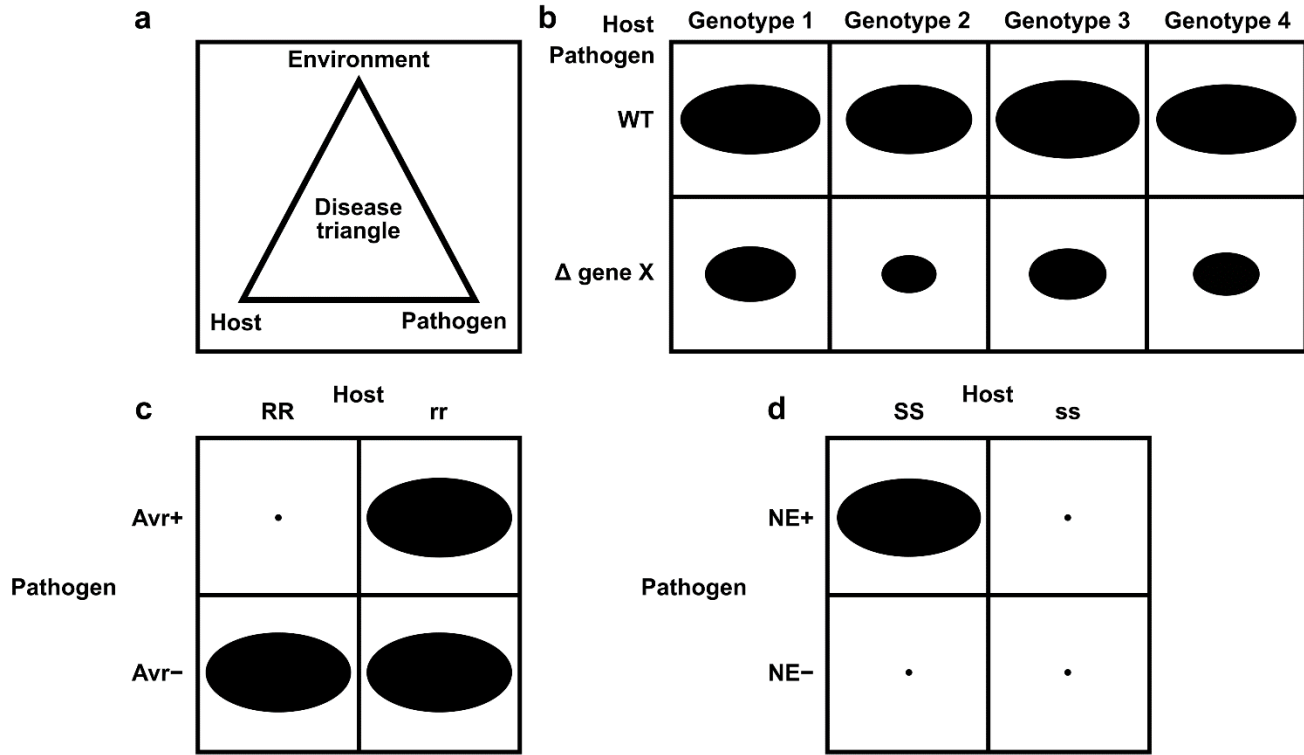 a
Environment
Disease
triangle
Host
Pathogen
b
Host
Pathogen
Genotype 1
Genotype 2
Genotype 3
Genotype 4
WT
Δ gene X
c
Host
RR
rr
Pathogen
Avr+
Avr−
d
Host
SS
ss
Pathogen
NE+
NE−